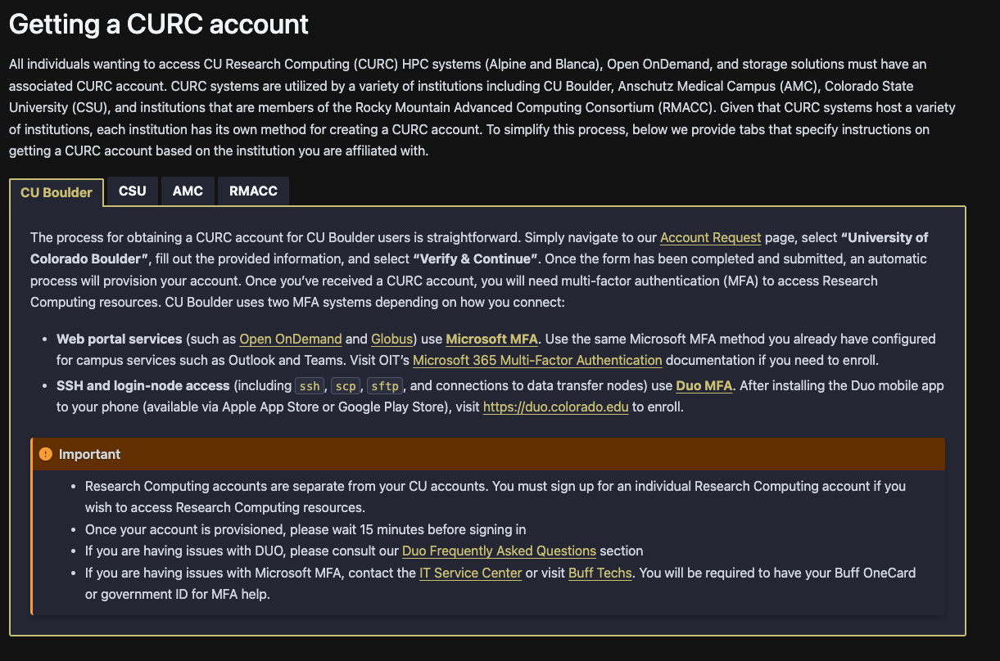 Getting a CURC account
All individuals wanting to access CU Research Computing (CURC) HPC systems (Alpine and Blanca), Open OnDemand, and storage solutions must have an
associated CURC account. CURC systems are utilized by a variety of institutions including CU Boulder, Anschutz Medical Campus (AMC), Colorado State
University (CSU), and institutions that are members of the Rocky Mountain Advanced Computing Consortium (RMACC). Given that CURC systems host a variety
of institutions, each institution has its own method for creating a CURC account. To simplify this process, below we provide tabs that specify instructions on
getting a CURC account based on the institution you are affiliated with.
CU Boulder CSU AMC RMACC
The process for obtaining a CURC account for CU Boulder users is straightforward. Simply navigate to our Account Request page, select “University of
Colorado Boulder”, fill out the provided information, and select “Verify & Continue”. Once the form has been completed and submitted, an automatic
process will provision your account. Once you’ve received a CURC account, you will need multi-factor authentication (MFA) to access Research
Computing resources. CU Boulder uses two MFA systems depending on how you connect:
• Web portal services (such as Open OnDemand and Globus) use Microsoft MFA. Use the same Microsoft MFA method you already have configured
for campus services such as Outlook and Teams. Visit OIT’s Microsoft 365 Multi-Factor Authentication documentation if you need to enroll.
• SSH and login-node access (including ssh, scp, sftp, and connections to data transfer nodes) use Duo MFA. After installing the Duo mobile app
to your phone (available via Apple App Store or Google Play Store), visit https://duo.colorado.edu to enroll.
Important
• Research Computing accounts are separate from your CU accounts. You must sign up for an individual Research Computing account if you
wish to access Research Computing resources.
• Once your account is provisioned, please wait 15 minutes before signing in
• If you are having issues with DUO, please consult our Duo Frequently Asked Questions section
• If you are having issues with Microsoft MFA, contact the IT Service Center or visit Buff Techs. You will be required to have your Buff OneCard
or government ID for MFA help.